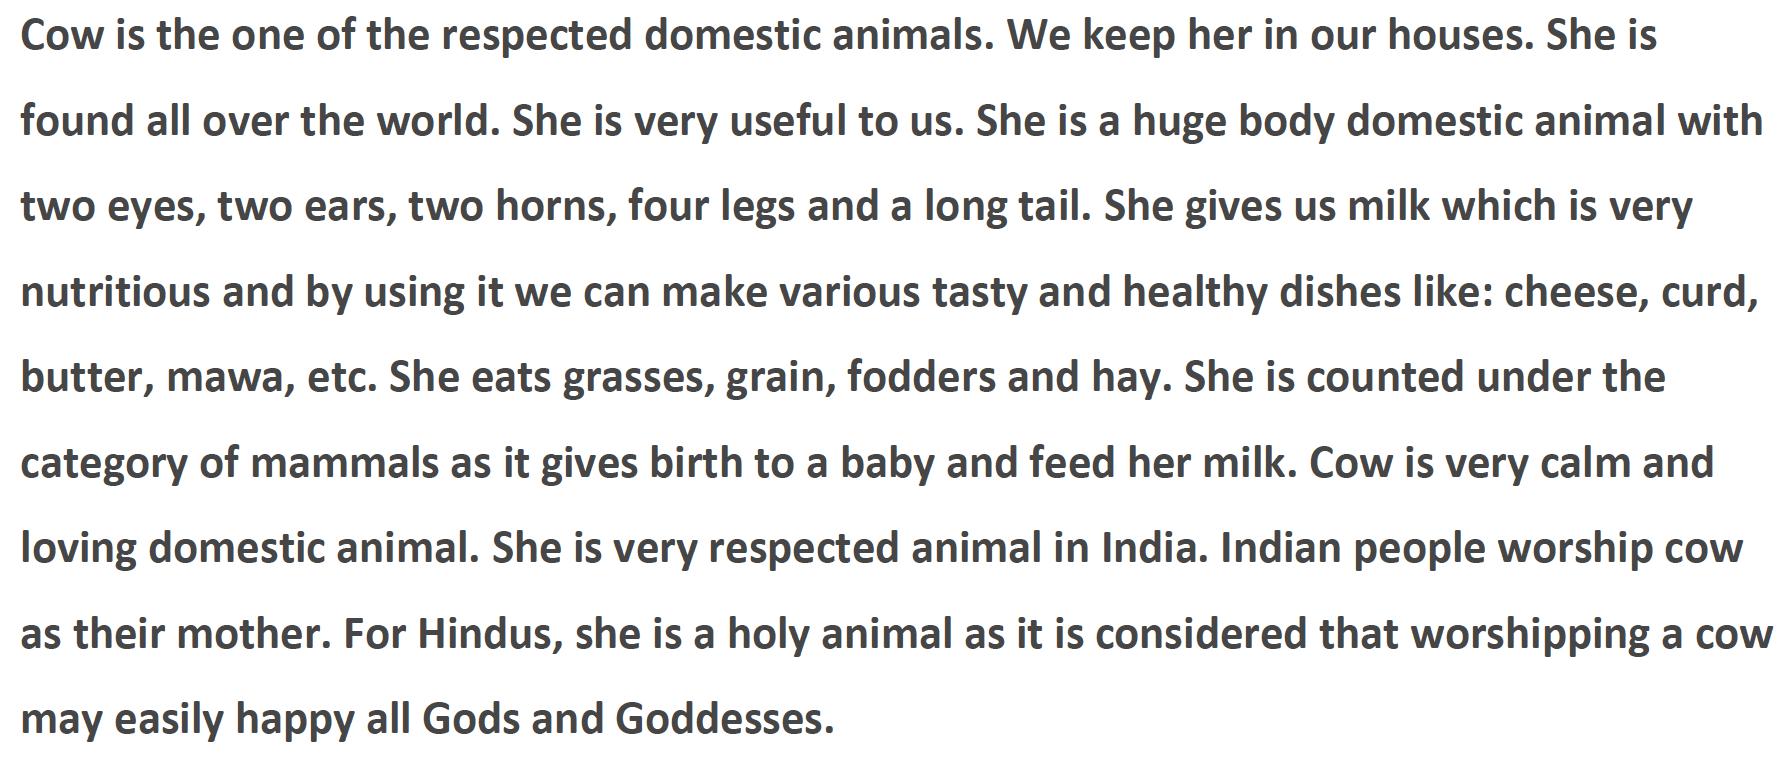 Cow is the one of the respected domestic animals. We keep her in our houses. She is
found all over the world. She is very useful to us. She is a huge body domestic animal with
two eyes, two ears, two horns, four legs and a long tail. She gives us milk which is very
nutritious and by using it we can make various tasty and healthy dishes like: cheese, curd,
butter, mawa, etc. She eats grasses, grain, fodders and hay. She is counted under the
category of mammals as it gives birth to a baby and feed her milk. Cow is very calm and
loving domestic animal. She is very respected animal in India. Indian people worship cow
as their mother. For Hindus, she is a holy animal as it is considered that worshipping a cow
may easily happy all Gods and Goddesses.